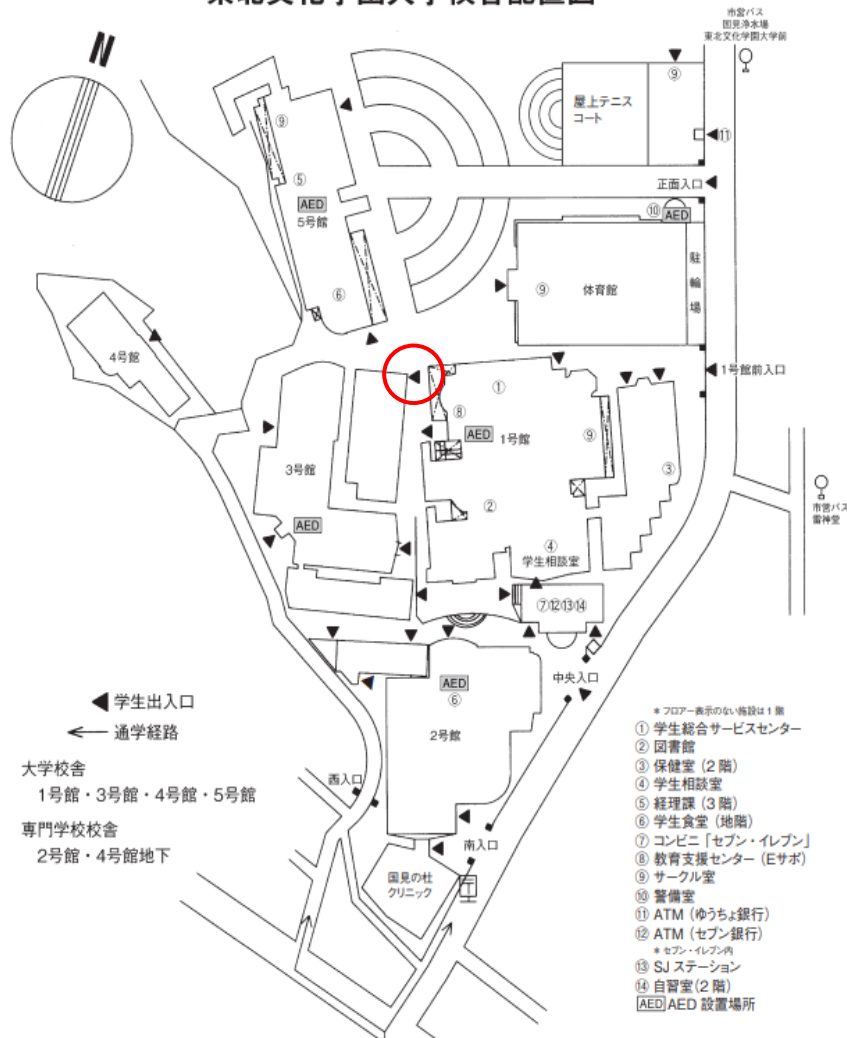 東北文化学園大学校舎配置図
市営バス
国見浄水場
東北文化学園大学前
N
⑨
屋上テニス
コート
⑨
⑪
⑤
AED
5号館
正面入口
⑩
AED
⑥
⑨
体育館
駐輪場
4号館
1号館前入口
①
⑧
AED
1号館
⑨
3号館
③
②
市営バス
雷神堂
AED
④
学生相談室
⑦⑫⑬⑭
中央入口
AED
⑥
2号館
西入口
南入口
国見の杜
クリニック
学生出入口
通学経路
大学校舎
1号館・3号館・4号館・5号館
専門学校校舎
2号館・4号館地下
＊フロアー表示のない施設は1階
① 学生総合サービスセンター
② 図書館
③ 保健室（2階）
④ 学生相談室
⑤ 経理課（3階）
⑥ 学生食堂（地階）
⑦ コンビニ「セブン・イレブン」
⑧ 教育支援センター（Eサポ）
⑨ サークル室
⑩ 警備室
⑪ ATM（ゆうちょ銀行）
⑫ ATM（セブン銀行）
＊セブン・イレブン内
⑬ SJ ステーション
⑭ 自習室（2階）
AED AED 設置場所